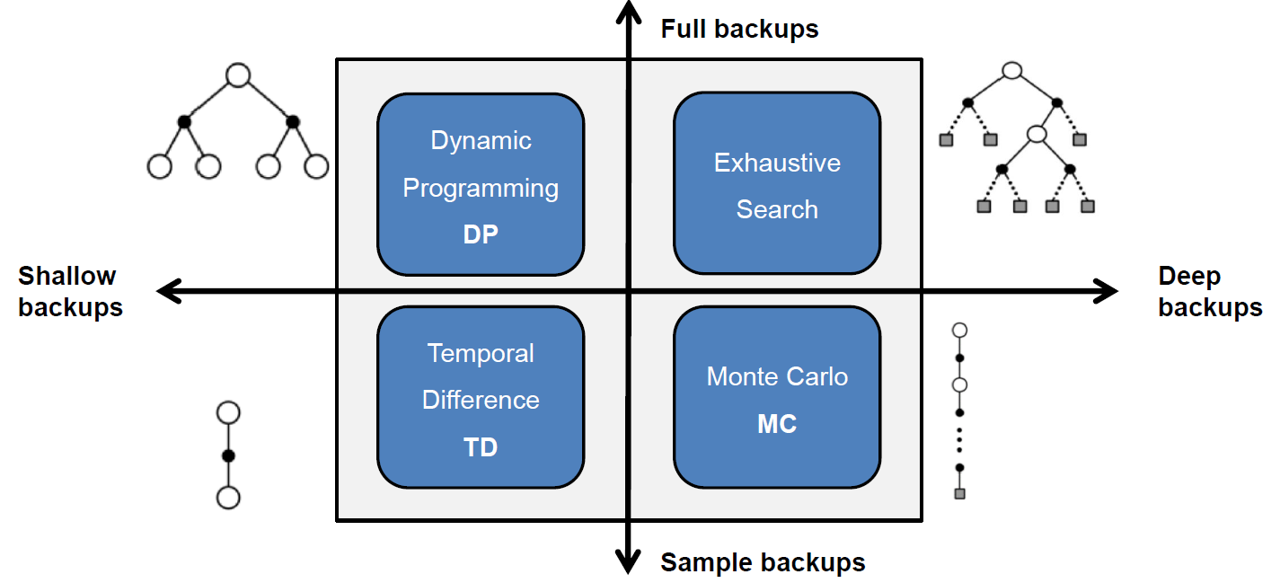 Full backups
Dynamic
Programming
DP
Exhaustive
Search
Shallow
backups
Deep
backups
Temporal
Difference
TD
Monte Carlo
MC
Sample backups